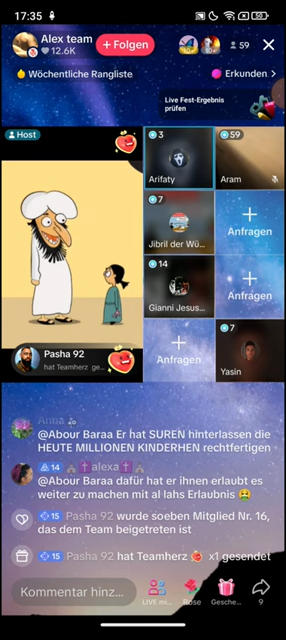 17:35
50
Alex team
12.6K
+ Folgen
59
Wöchentliche Rangliste
Erkunden >
Live Fest-Ergebnis
prüfen
Host
3
Arifaty
59
Aram
7
Jibril der Wü...
+
Anfragen
14
Gianni Jesus...
+
Anfragen
+
Anfragen
7
Yasin
Pasha 92
hat Teamherz ge...
Anna
@Abour Baraa Er hat SUREN hinterlassen die
HEUTE MILLIONEN KINDERHEN rechtfertigen
14 alexa
@Abour Baraa dafür hat er ihnen erlaubt es
weiter zu machen mit al lahs Erlaubnis
15 Pasha 92 wurde soeben Mitglied Nr. 16,
das dem Team beigetreten ist
15 Pasha 92 hat Teamherz x1 gesendet
Kommentar hinz...
LIVE mi...
Rose
Gesche...
9